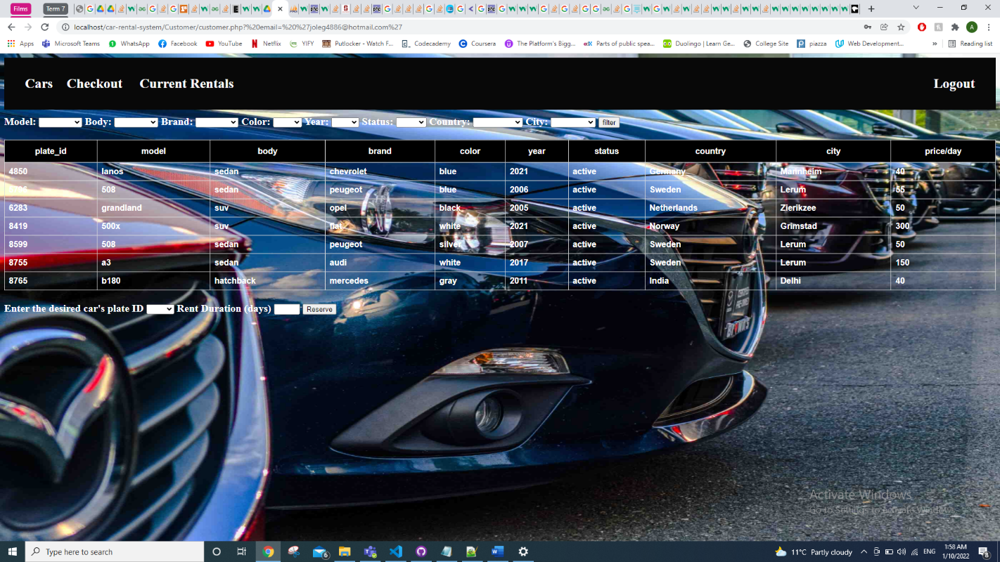 Films
Term 7
localhost/car-rental-system/Customer/customer.php?%20email=%20%27joleg4886@hotmail.com%27
A
Apps Microsoft Teams WhatsApp Facebook YouTube Netflix YIFY Putlocker - Watch F... Codecademy Coursera The Platform's Bigg... Parts of public spea... Duolingo | Learn Ge... College Site piazza Web Development... » Reading list
Cars Checkout Current Rentals Logout
Model: Body: Brand: Color: Year: Status: Country: City: filter
plate_id model body brand color year status country city price/day
4850 lanos sedan chevrolet blue 2021 active Germany Mannheim 40
508 sedan peugeot blue 2006 active Sweden Lerum 55
6283 grandland suv opel black 2005 active Netherlands Zierikzee 50
8419 500x suv fiat white 2021 active Norway Grimstad 300
8599 508 sedan peugeot silver 2007 active Sweden Lerum 50
8755 a3 sedan audi white 2017 active Sweden Lerum 150
8765 b180 hatchback mercedes gray 2011 active India Delhi 40
Enter the desired car's plate ID Rent Duration (days) Reserve
Activate Windows
Go to Settings to activate Windows.
Type here to search
6
11°C Partly cloudy
ENG
1:58 AM
1/10/2022
8